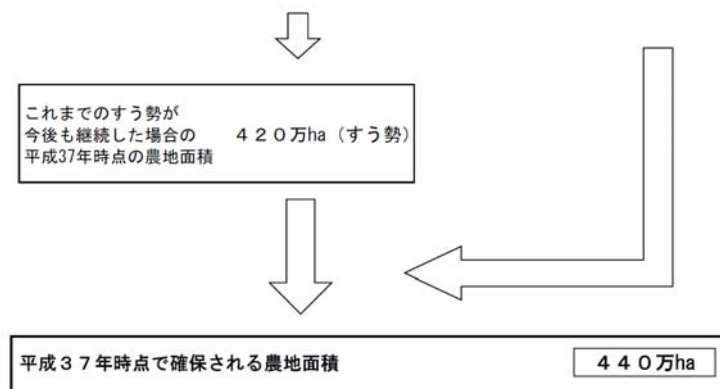 これまでのすう勢が
今後も継続した場合の ４２０万ha（すう勢）
平成37年時点の農地面積
平成３７年時点で確保される農地面積 ４４０万ha